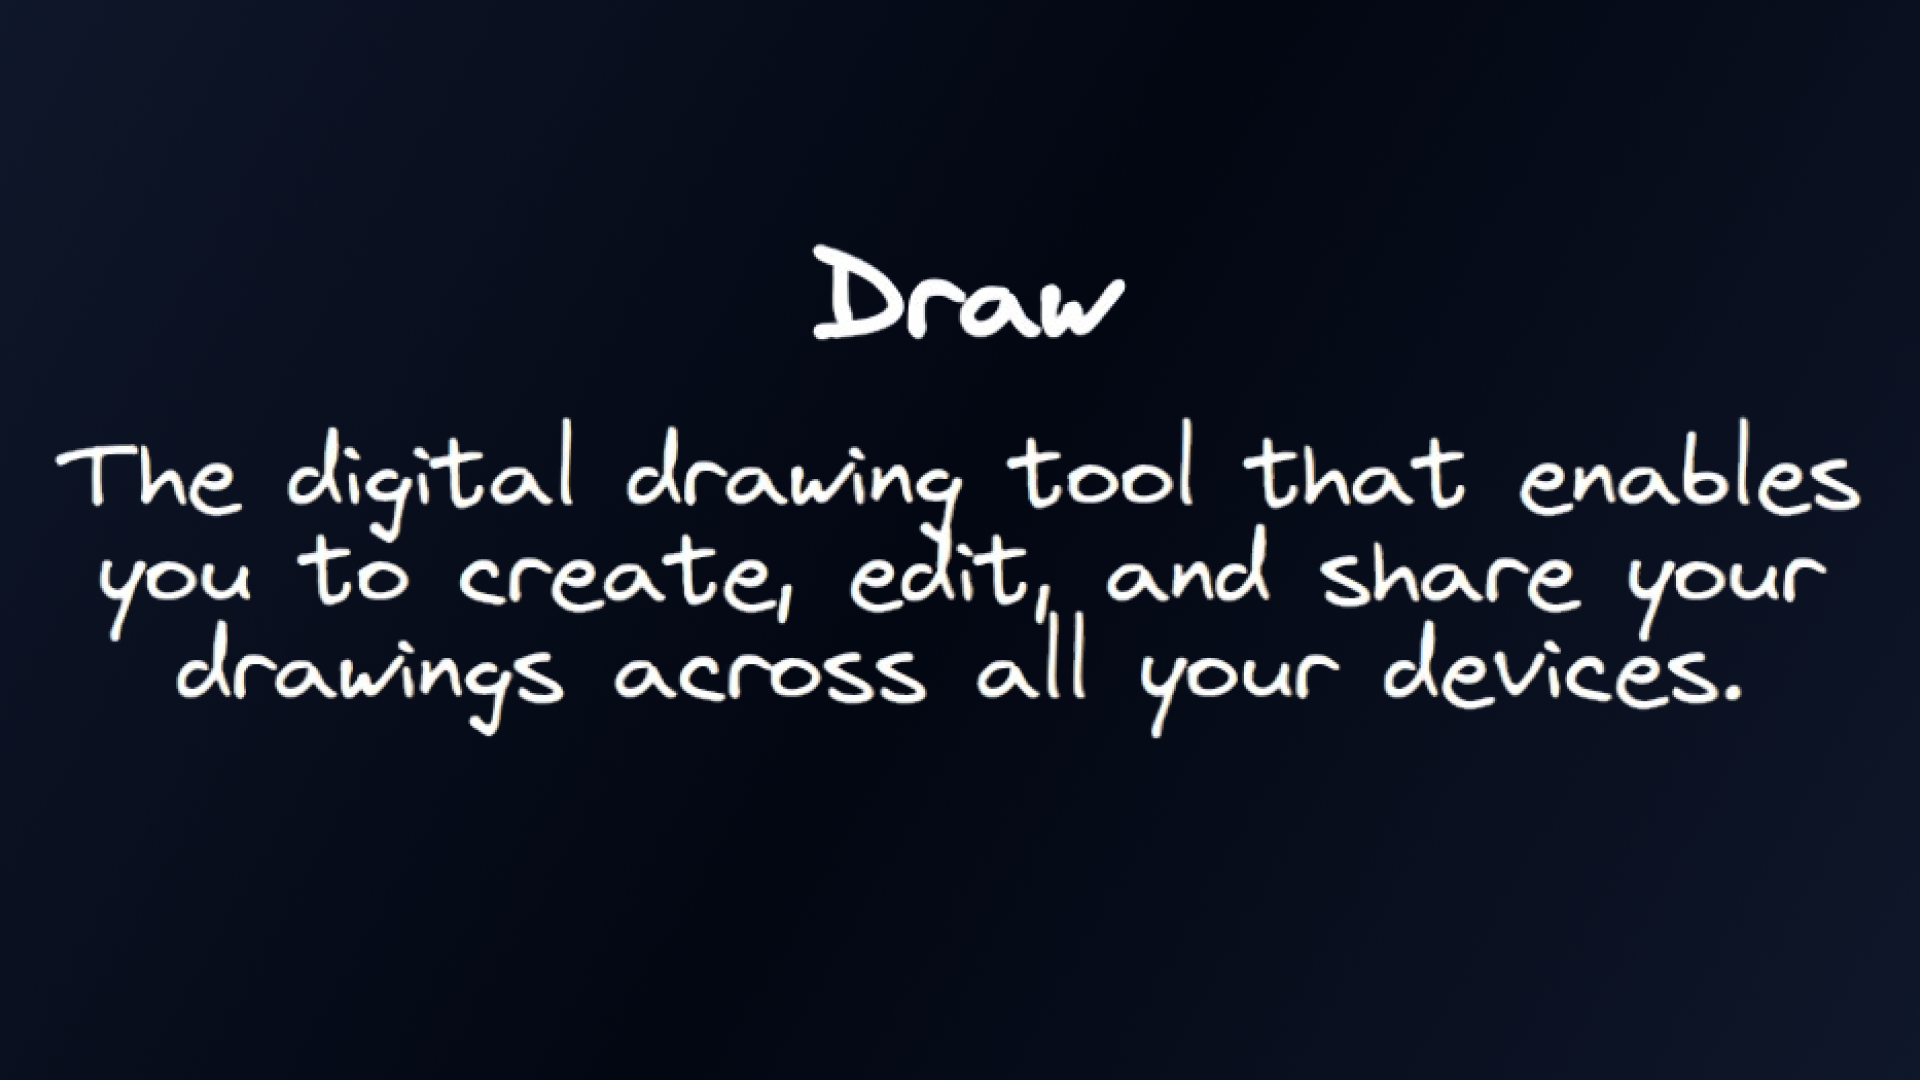 Draw
The digital drawing tool that enables
you to create, edit, and share your
drawings across all your devices.